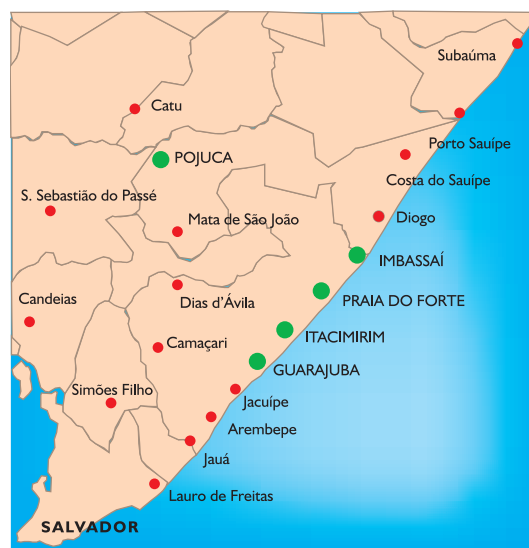 Subaúma
Catu
Porto Sauípe
POJUCA
Costa do Sauípe
S. Sebastião do Passé
Mata de São João
Diogo
IMBASSAÍ
Candeias
Dias d'Ávila
PRAIA DO FORTE
ITACIMIRIM
Camaçari
GUARAJUBA
Simões Filho
Jacuípe
Arembepe
Jauá
Lauro de Freitas
SALVADOR